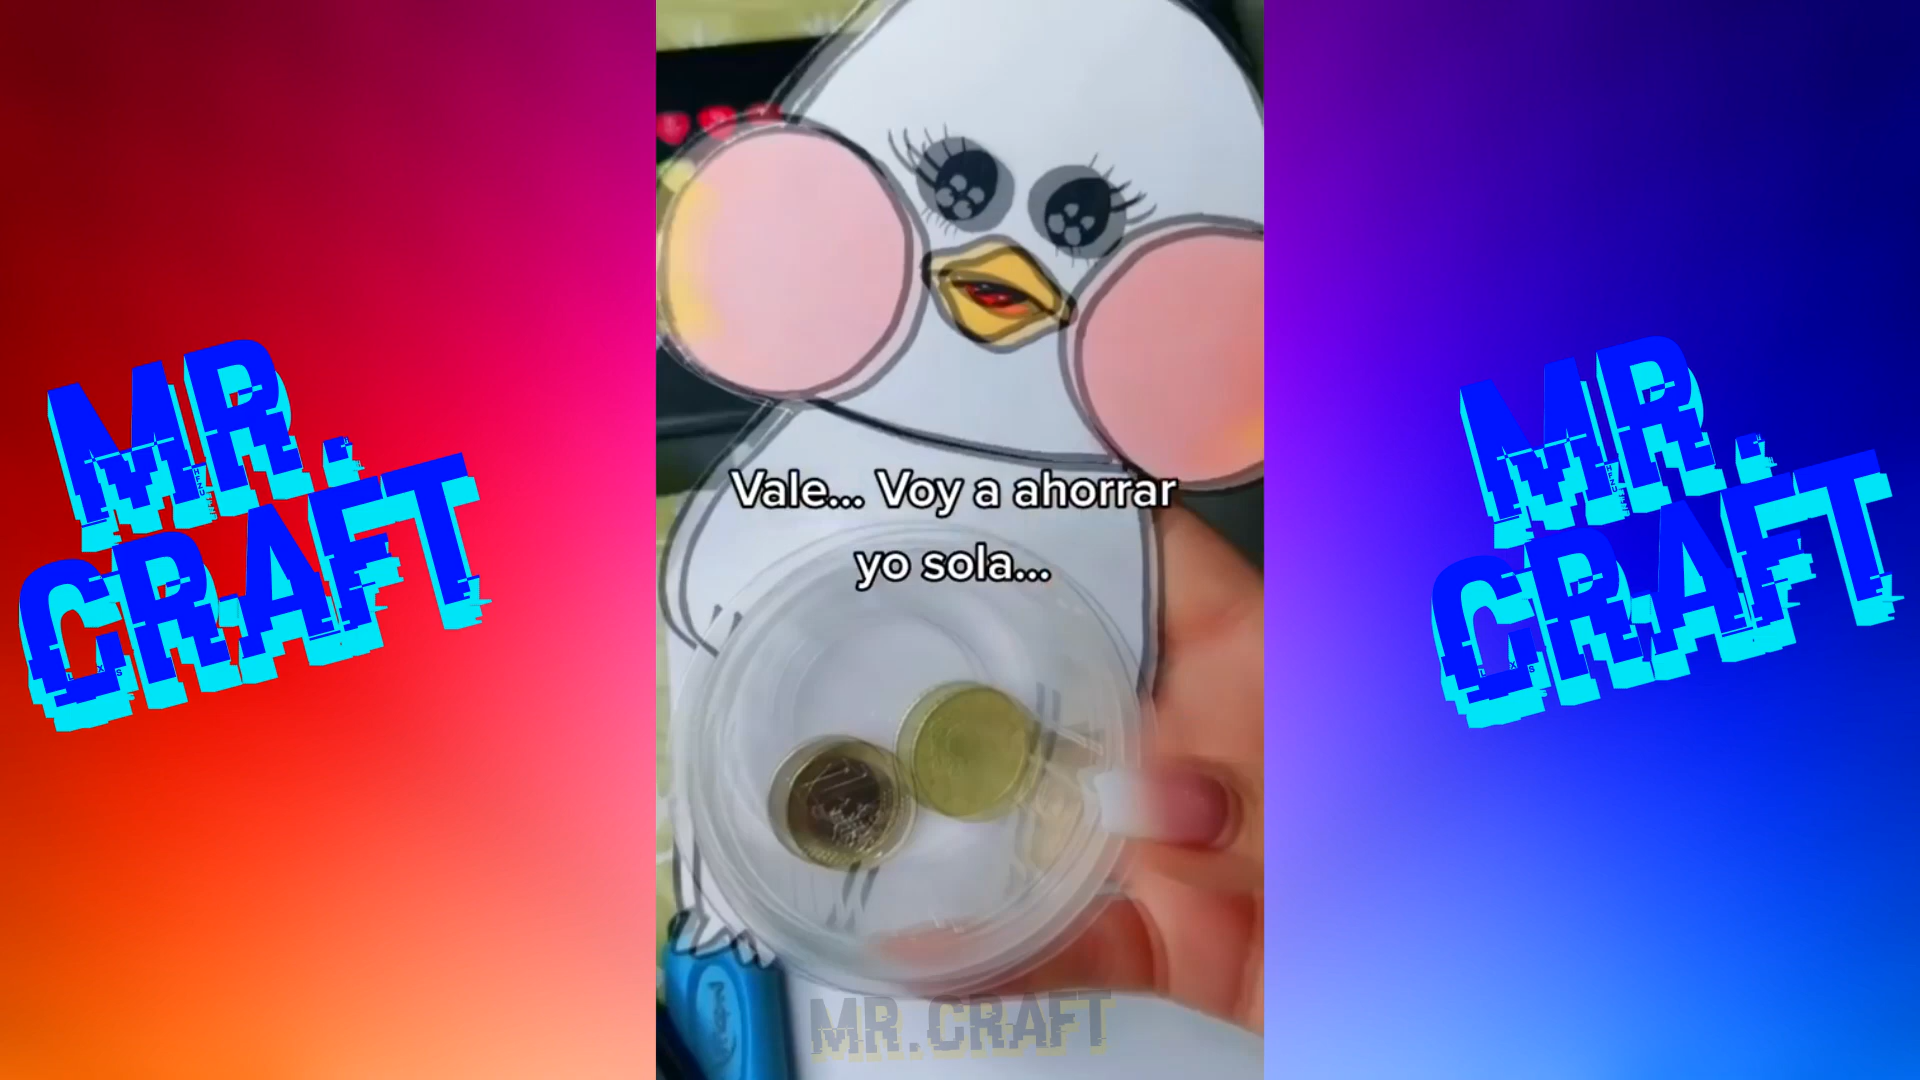 MR.
CRAFT
Vale... Voy a ahorrar
yo sola...
MR.CRAFT
MR.
CRAFT